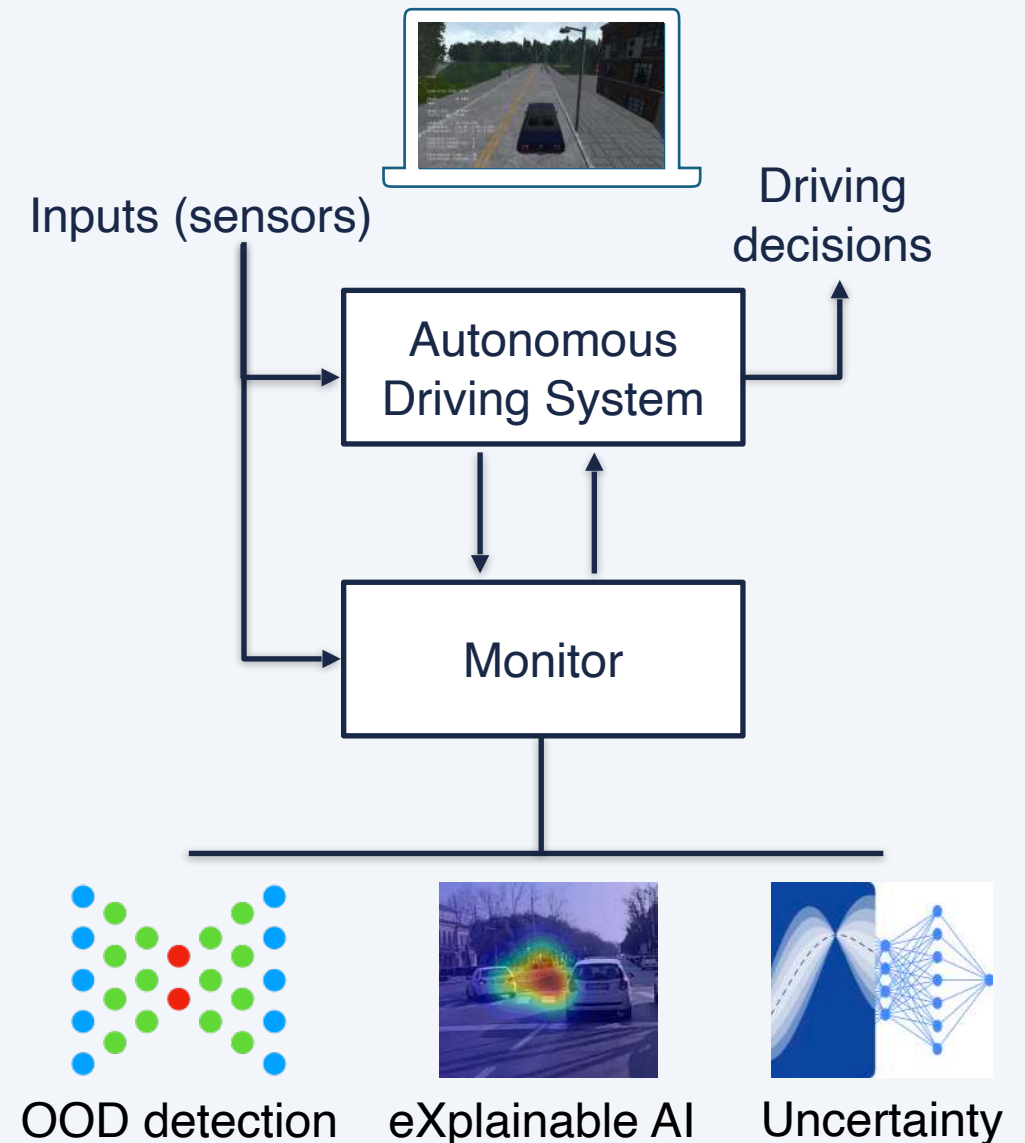 Inputs (sensors)
Driving
decisions
Autonomous
Driving System
Monitor
OOD detection
eXplainable AI
Uncertainty